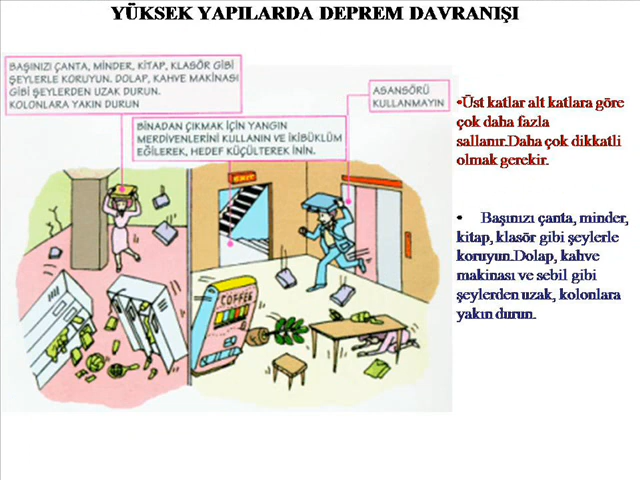 YÜKSEK YAPILARDA DEPREM DAVRANIŞI
BAŞINIZI ÇANTA, MİNDER, KİTAP, KLASÖR GİBİ
ŞEYLERLE KORUYUN. DOLAP, KAHVE MAKİNASI
GİBİ ŞEYLERDEN UZAK DURUN.
KOLONLARA YAKIN DURUN
BİNADAN ÇIKMAK İÇİN YANGIN
MERDİVENLERİNİ KULLANIN VE İKİBÜKLÜM
EĞİLEREK, HEDEF KÜÇÜLTEREK İNİN.
ASANSÖRÜ
KULLANMAYIN
COFFEE
•Üst katlar alt katlara göre
çok daha fazla
sallanır.Daha çok dikkatli
olmak gerekir.
• Başınızı çanta, minder,
kitap, klasör gibi şeylerle
koruyun.Dolap, kahve
makinası ve sebil gibi
şeylerden uzak, kolonlara
yakın durun.